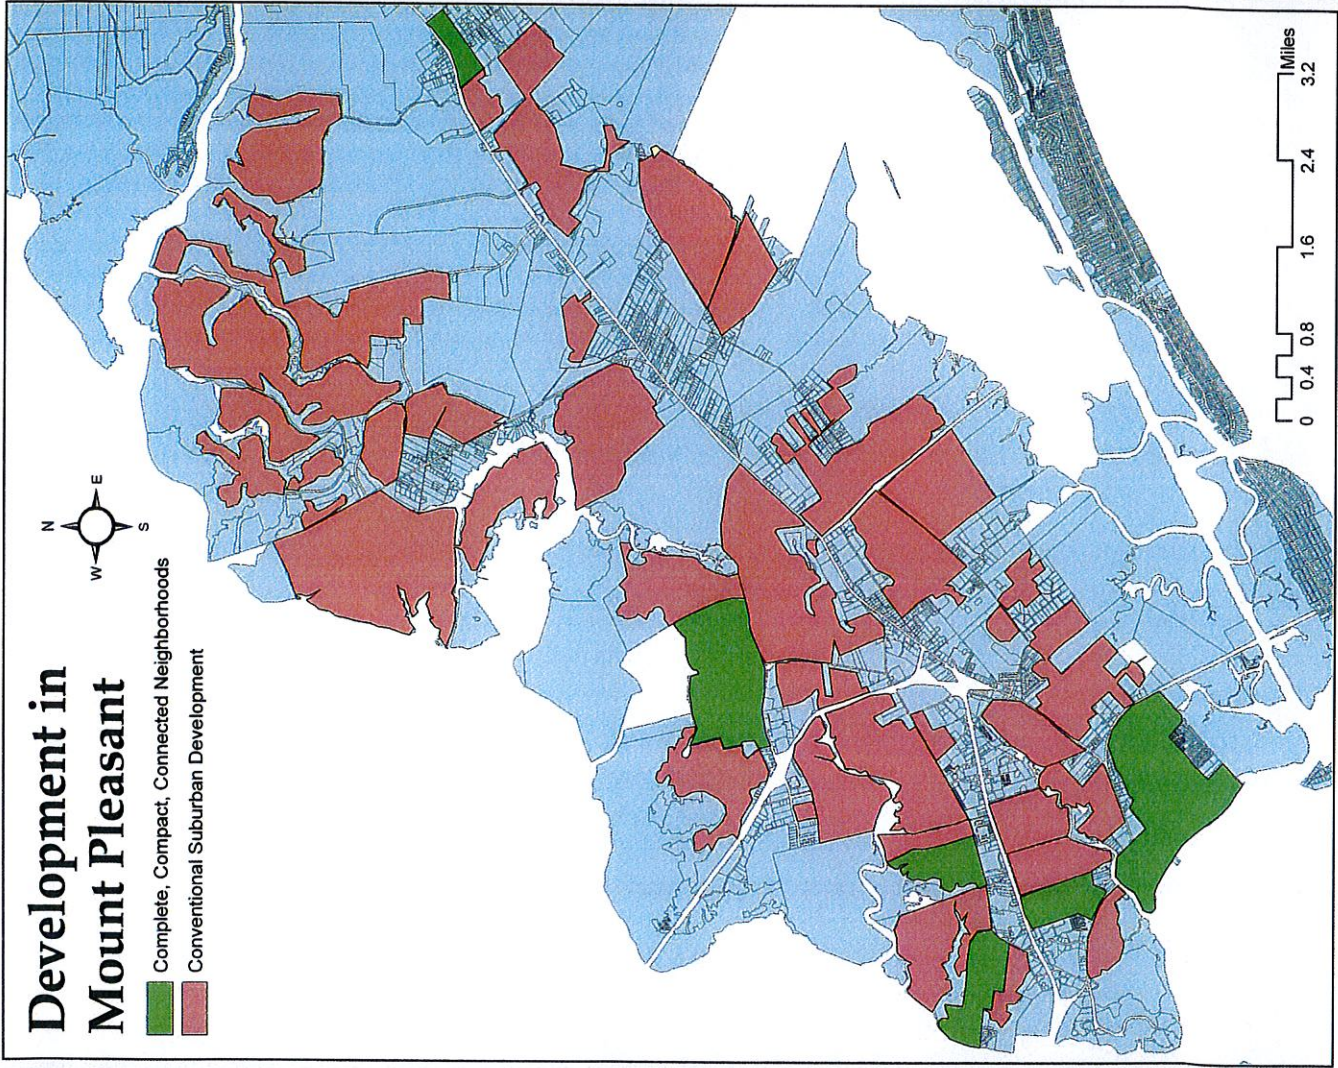 Development in
Mount Pleasant
Complete, Compact, Connected Neighborhoods
Conventional Suburban Development
N
W
E
S
0 0.4 0.8 1.6 2.4 3.2
Miles